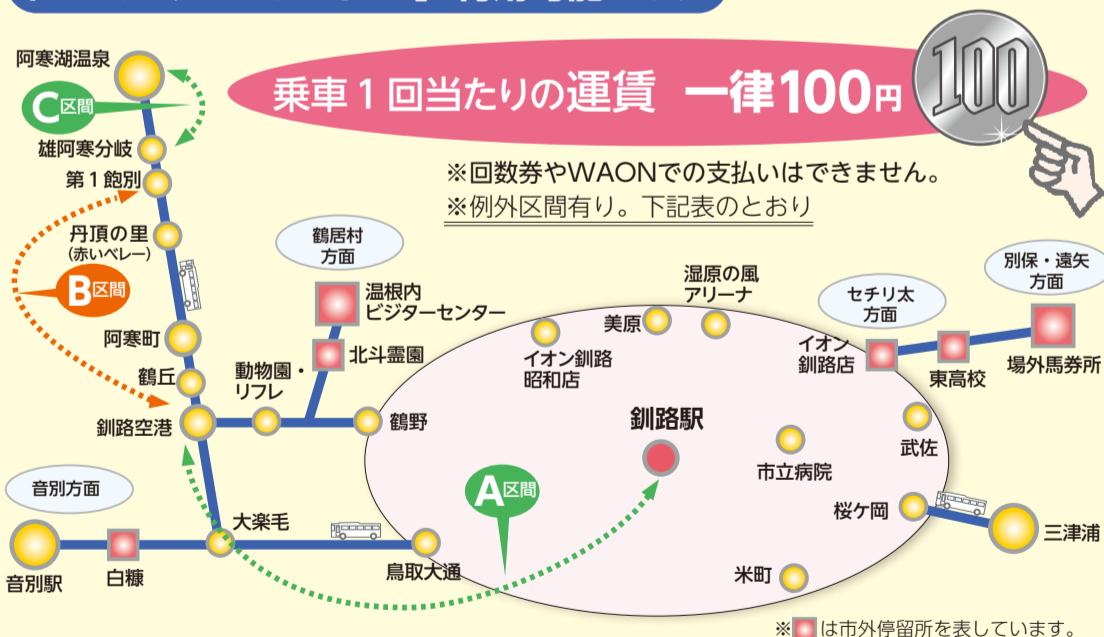 乗車1回当たりの運賃 一律100円
100
※回数券やWAONでの支払いはできません。
※例外区間有り。下記表のとおり
阿寒湖温泉
C区間
雄阿寒分岐
第1飽別
丹頂の里
(赤いベレー)
B区間
阿寒町
鶴丘
釧路空港
動物園・
リフレ
鶴居村
方面
温根内
ビジターセンター
北斗霊園
鶴野
イオン釧路
昭和店
美原
湿原の風
アリーナ
セチリ太
方面
イオン
釧路店
東高校
別保・遠矢
方面
場外馬券所
釧路駅
市立病院
武佐
桜ケ岡
三津浦
米町
A区間
音別方面
音別駅
白糠
大楽毛
鳥取大通
※は市外停留所を表しています。